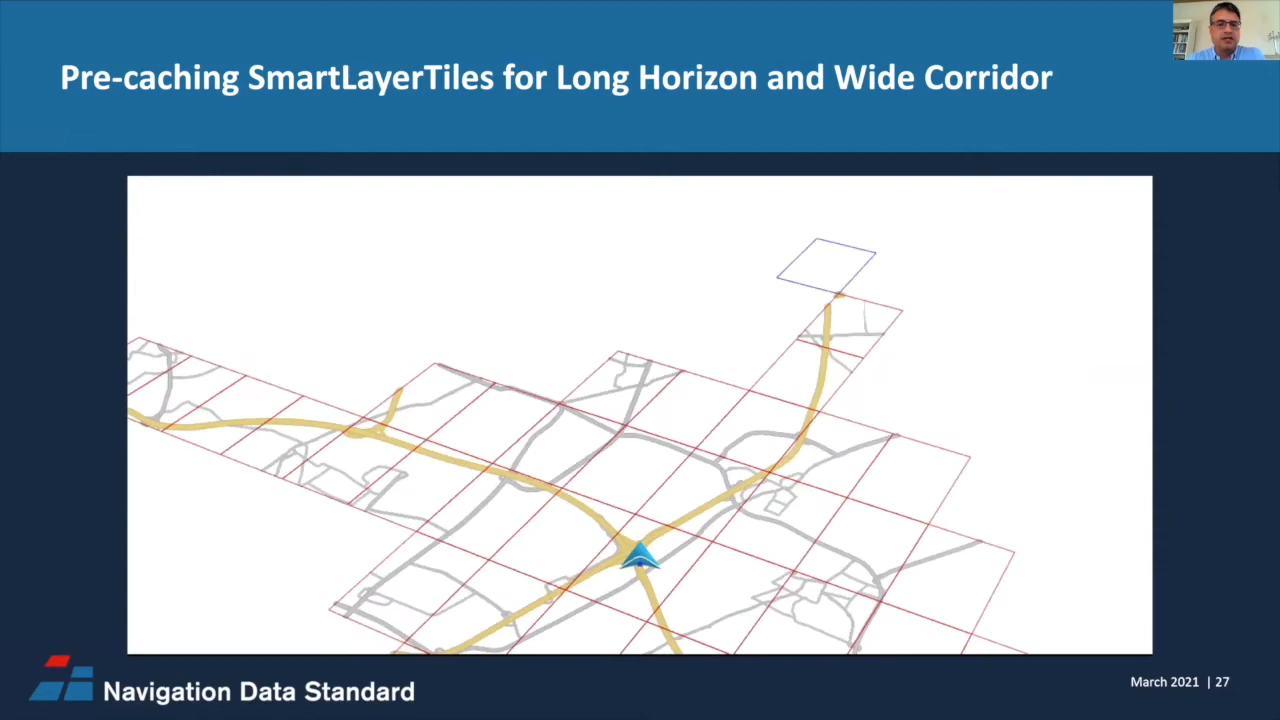 Pre-caching SmartLayerTiles for Long Horizon and Wide Corridor
Navigation Data Standard
March 2021 | 27